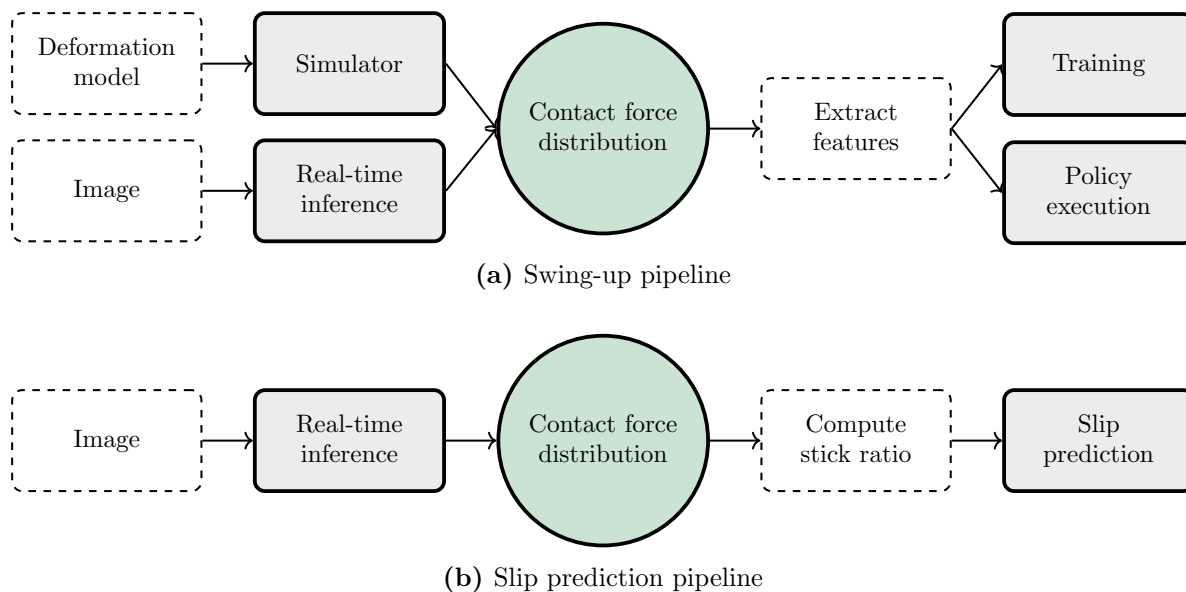 Deformation
model
Simulator
Contact force
distribution
Extract
features
Training
Image
Real-time
inference
Policy
execution
(a) Swing-up pipeline
Image
Real-time
inference
Contact force
distribution
Compute
stick ratio
Slip
prediction
(b) Slip prediction pipeline